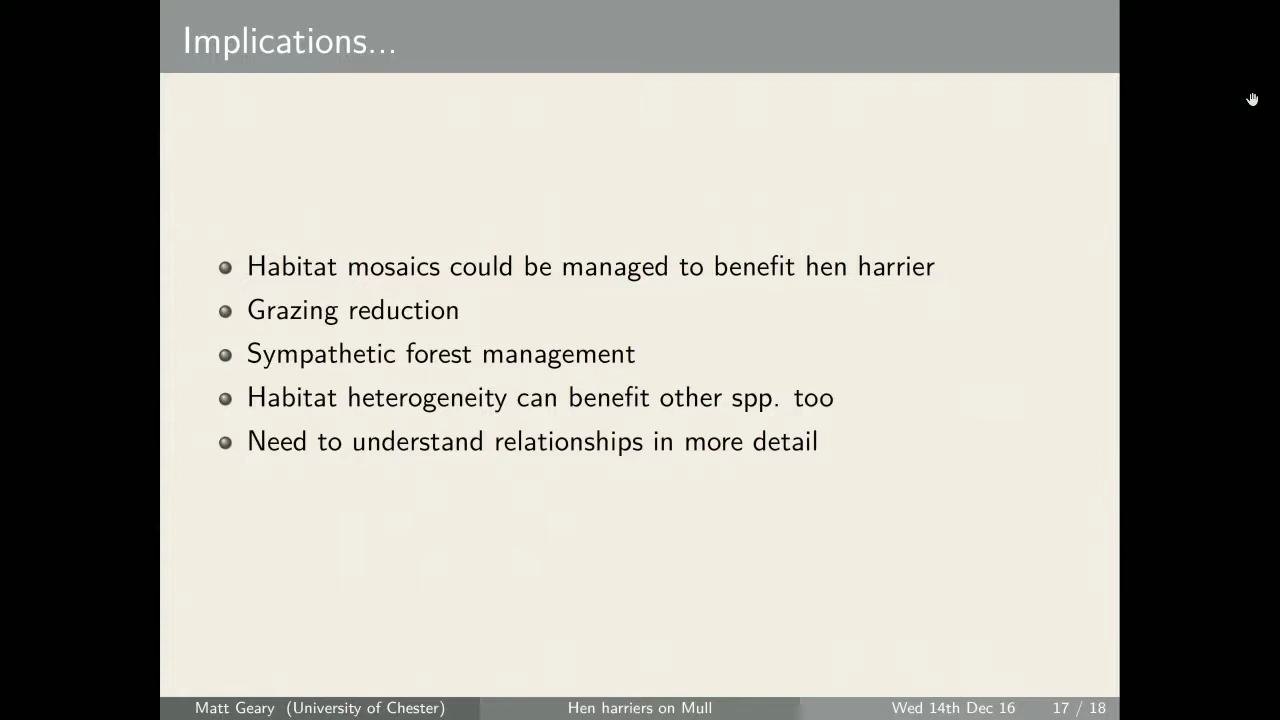 Implications...
Habitat mosaics could be managed to benefit hen harrier
Grazing reduction
Sympathetic forest management
Habitat heterogeneity can benefit other spp. too
Need to understand relationships in more detail
Matt Geary (University of Chester) Hen harriers on Mull Wed 14th Dec 16 17 / 18